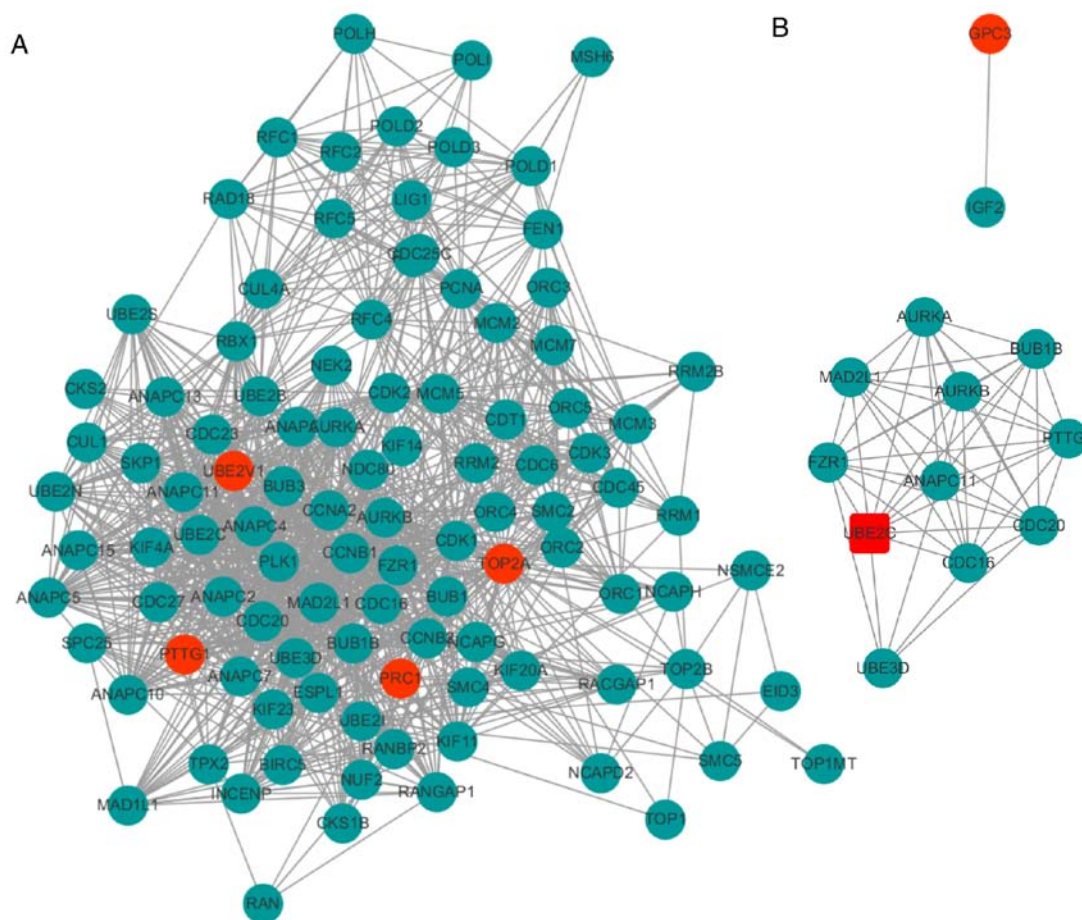 A
B
POLH
GPC3
POLI
MSH6
POLD2
RFC1
RFC2
POLD3
POLD1
RAD18
LIG1
IGF2
RFC5
FEN1
CDC25C
CUL4A
PCNA
ORC3
UBE2S
RFC4
MCM2
AURKA
RBX1
MCM7
BUB1B
NEK2
RRM2B
MAD2L1
CKS2
ANAPC13
UBE2B
CDK2
MCM5
AURKB
ORC5
CDC23
ANAPC
AURKA
CDT1
MCM3
CUL1
KIF14
PTTG
SKP1
UBE2V1
NDC80
RRM2
CDC6
CDK3
FZR1
UBE2N
ANAPC11
BUB3
CDC45
ANAPC11
CCNA2
AURKB
ORC4
SMC2
RRM1
ANAPC15
KIF4A
UBE2C
ANAPC4
CDK1
ORC2
UBE2C
CDC20
PLK1
CCNB1
FZR1
TOP2A
CDC16
ANAPC5
CDC27
ANAPC2
MAD2L1
CDC16
BUB1
ORC1
NCAPH
NSMCE2
CDC20
SPC25
BUB1B
CCNB2
NCAPG
PTTG1
UBE3D
KIF20A
TOP2B
UBE3D
ANAPC10
ANAPC7
ESPL1
PRC1
SMC4
RACGAP1
EID3
KIF23
UBE2I
RANBP2
KIF11
TPX2
BIRC5
NUF2
NCAPD2
SMC5
TOP1MT
MAD1L1
INCENP
RANGAP1
CKS1B
TOP1
RAN